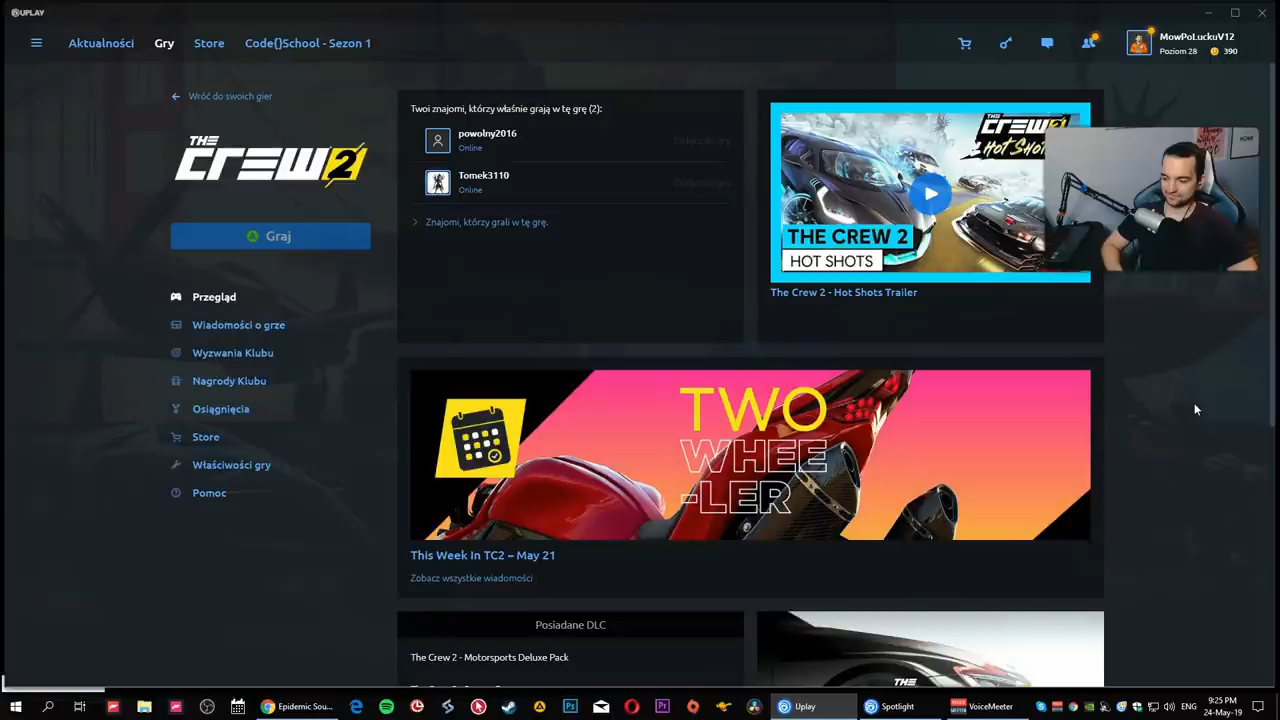 UPLAY
Aktualności
Gry
Store
Code{}School - Sezon 1
MowPoLuckuV12
Poziom 28
390
Wróć do swoich gier
THE CREW 2
Graj
Przegląd
Wiadomości o grze
Wyzwania Klubu
Nagrody Klubu
Osiągnięcia
Store
Właściwości gry
Pomoc
Twoi znajomi, którzy właśnie grają w tę grę (2):
powolny2016
Online
Tomek3110
Online
Znajomi, którzy grali w tę grę.
THE CREW 2
HOT SHOTS
The Crew 2 - Hot Shots Trailer
HOME
TWO
WHEE
-LER
This Week In TC2 – May 21
Zobacz wszystkie wiadomości
Posiadane DLC
The Crew 2 - Motorsports Deluxe Pack
THE
Epidemic Sou...
Uplay
Spotlight
VoiceMeeter
9:25 PM
24-May-19